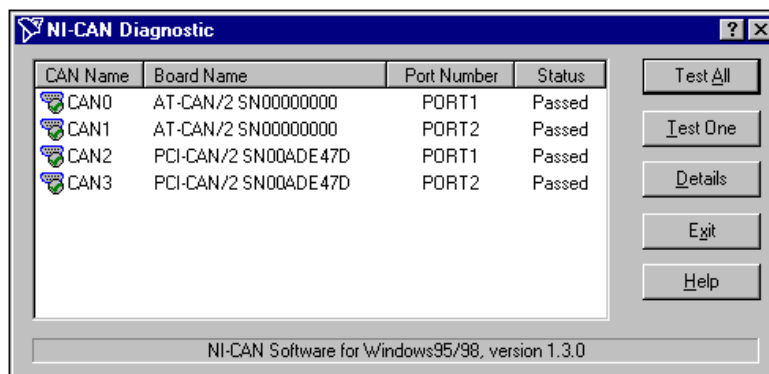 NI-CAN Diagnostic
? X
CAN Name Board Name Port Number Status
CAN0 AT-CAN/2 SN00000000 PORT1 Passed
CAN1 AT-CAN/2 SN00000000 PORT2 Passed
CAN2 PCI-CAN/2 SN00ADE47D PORT1 Passed
CAN3 PCI-CAN/2 SN00ADE47D PORT2 Passed
Test All
Test One
Details
Exit
Help
NI-CAN Software for Windows95/98, version 1.3.0